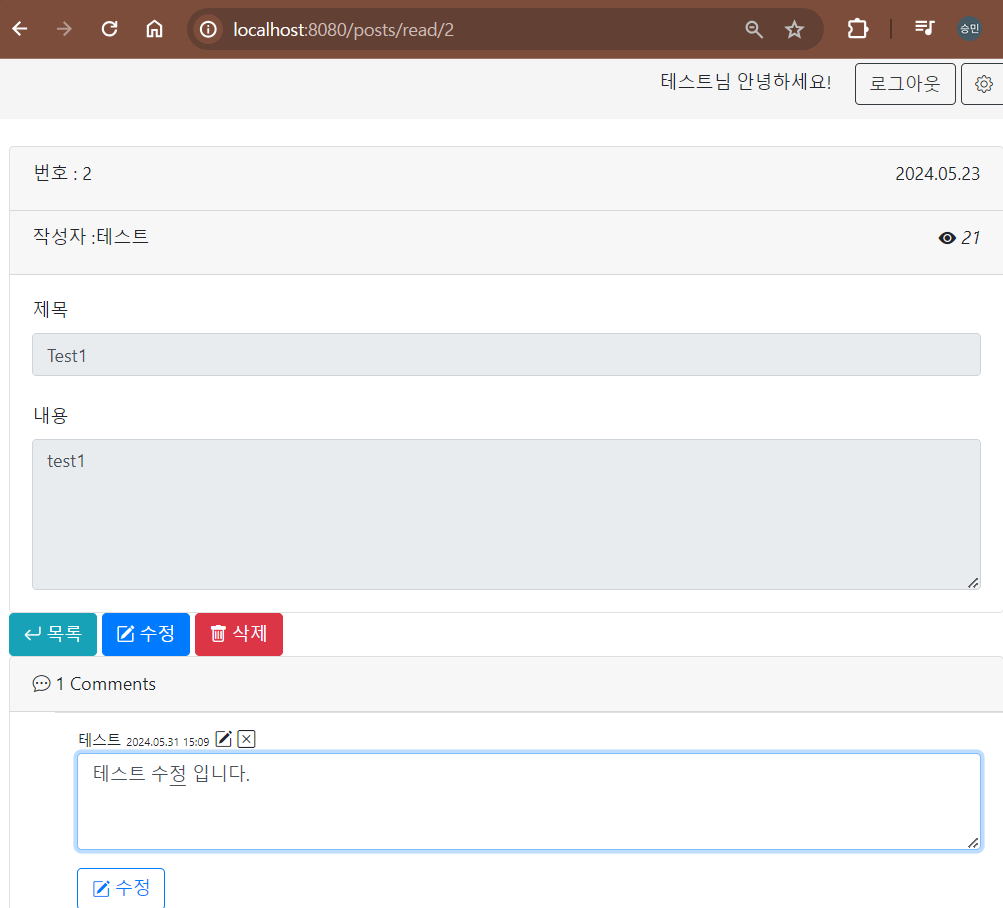 localhost:8080/posts/read/2
승민
테스트님 안녕하세요! 로그아웃
번호 : 2 2024.05.23
작성자 :테스트 21
제목
Test1
내용
test1
목록 수정 삭제
1 Comments
테스트 2024.05.31 15:09
테스트 수정 입니다.
수정